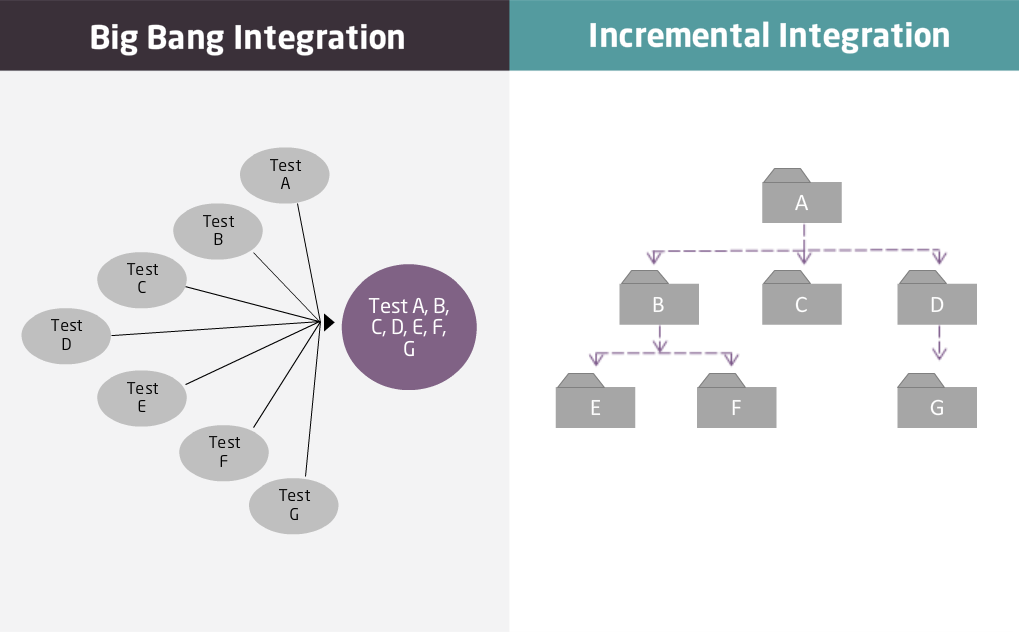 Big Bang Integration
Incremental Integration
Test
A
Test
B
Test
C
Test
D
Test
E
Test
F
Test
G
Test A, B,
C, D, E, F,
G
A
B
C
D
E
F
G